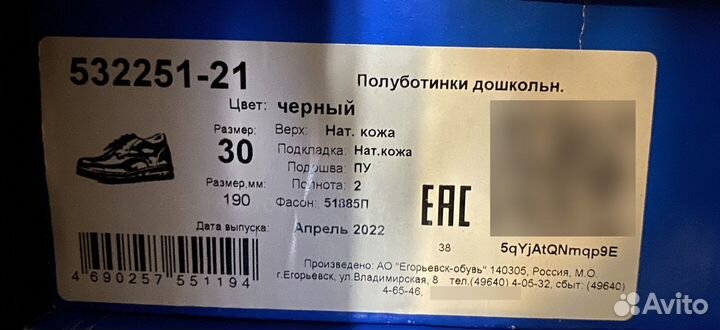 532251-21
Полуботинки дошкольн.
Цвет: черный
Размер: 30
Размер,мм: 190
Верх: Нат. кожа
Подкладка: Нат.кожа
Подошва: ПУ
Полнота: 2
Фасон: 51885П
Дата выпуска: Апрель 2022
EAC
38
5qYjAtQNmqp9E
Произведено: АО "Егорьевск-обувь" 140305, Россия, М.О.
г.Егорьевск, ул.Владимирская, 8 тел.(49640) 4-05-32, сбыт: (49640)
4-65-46,
4 690257 551194
Avito